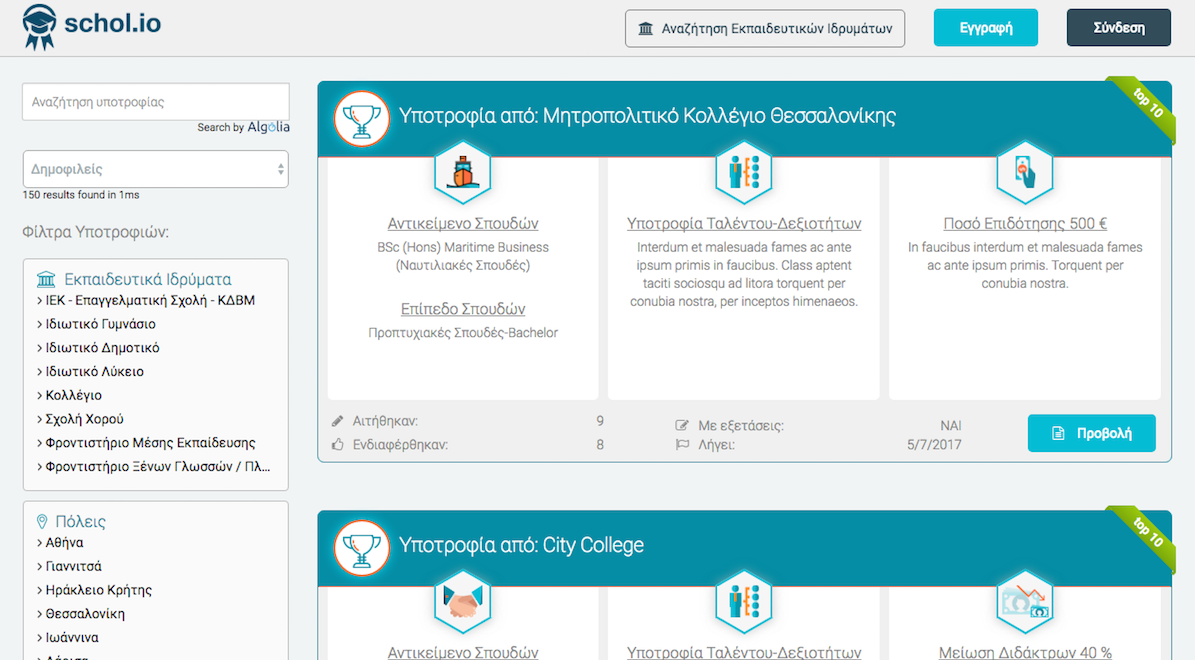 schol.io
Αναζήτηση Εκπαιδευτικών Ιδρυμάτων
Εγγραφή
Σύνδεση
Αναζήτηση υποτροφίας
Search by Algolia
Δημοφιλείς
150 results found in 1ms
Φίλτρα Υποτροφιών:
Εκπαιδευτικά Ιδρύματα
ΙΕΚ - Επαγγελματική Σχολή - ΚΔΒΜ
Ιδιωτικό Γυμνάσιο
Ιδιωτικό Δημοτικό
Ιδιωτικό Λύκειο
Κολλέγιο
Σχολή Χορού
Φροντιστήριο Μέσης Εκπαίδευσης
Φροντιστήριο Ξένων Γλωσσών / Πλ...
Πόλεις
Αθήνα
Γιαννιτσά
Ηράκλειο Κρήτης
Θεσσαλονίκη
Ιωάννινα
Λάρισα
Υποτροφία από: Μητροπολιτικό Κολλέγιο Θεσσαλονίκης
top 10
Αντικείμενο Σπουδών
BSc (Hons) Maritime Business
(Ναυτιλιακές Σπουδές)
Επίπεδο Σπουδών
Προπτυχιακές Σπουδές-Bachelor
Υποτροφία Ταλέντου-Δεξιοτήτων
Interdum et malesuada fames ac ante
ipsum primis in faucibus. Class aptent
taciti sociosqu ad litora torquent per
conubia nostra, per inceptos himenaeos.
Ποσό Επιδότησης 500 €
In faucibus interdum et malesuada fames
ac ante ipsum primis. Torquent per
conubia nostra.
Αιτήθηκαν: 9
Ενδιαφέρθηκαν: 8
Με εξετάσεις: ΝΑΙ
Λήγει: 5/7/2017
Προβολή
Υποτροφία από: City College
top 10
Αντικείμενο Σπουδών
Υποτροφία Ταλέντου-Δεξιοτήτων
Μείωση Διδάκτρων 40 %